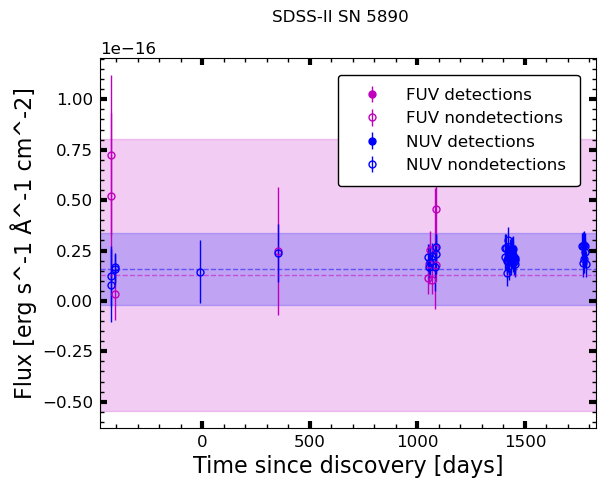 SDSS-II SN 5890
1e−16
FUV detections
FUV nondetections
NUV detections
NUV nondetections
1.00
0.75
0.50
0.25
0.00
−0.25
−0.50
Flux [erg s^-1 Å^-1 cm^-2]
0 500 1000 1500
Time since discovery [days]